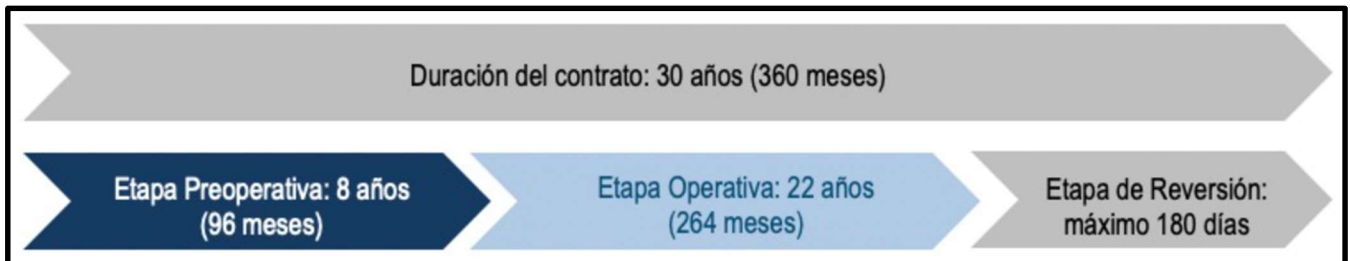 Duración del contrato: 30 años (360 meses)
Etapa Preoperativa: 8 años
(96 meses)
Etapa Operativa: 22 años
(264 meses)
Etapa de Reversión:
máximo 180 días